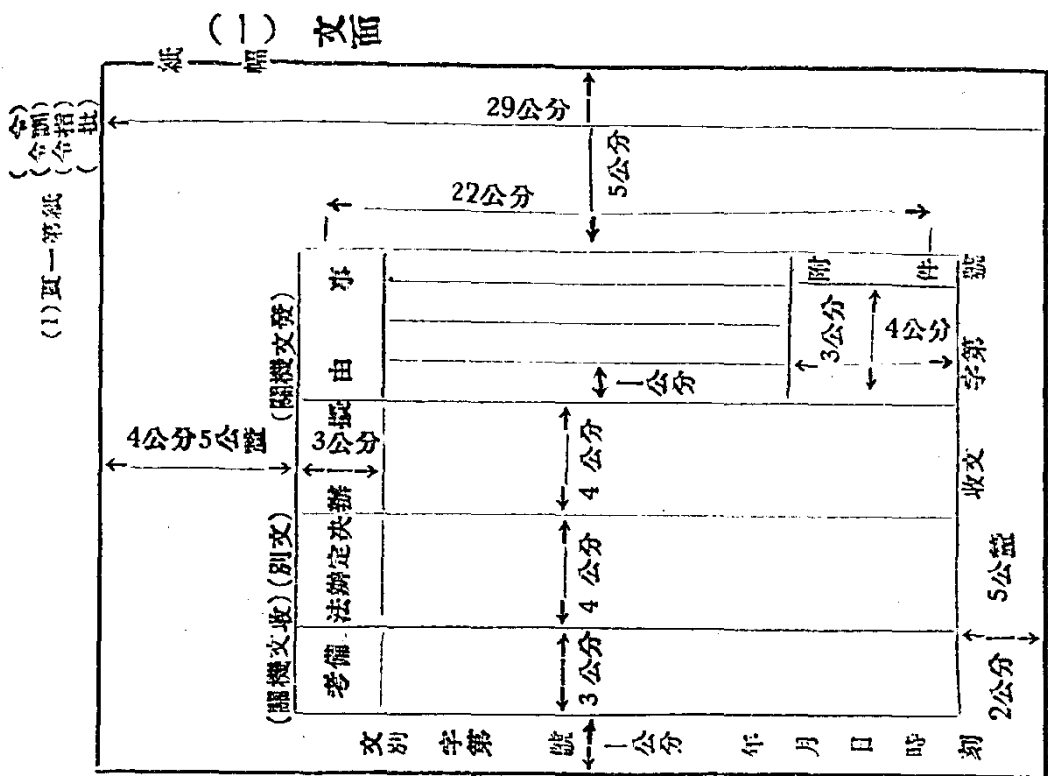 (一) 文面
紙幅
(令)
(訓令)
(指令)
(批)
紙第一頁(1)
29公分
5公分
22公分
(發文機關)
(文別)
(收文機關)
事由
附件
3公分
4公分
1公分
4公分5公釐
3公分
擬辦
4公分
決定辦法
4公分
備考
3公分
收文 字第 號
2公分5公釐
1公分
文別 字第 號 年 月 日 時 刻